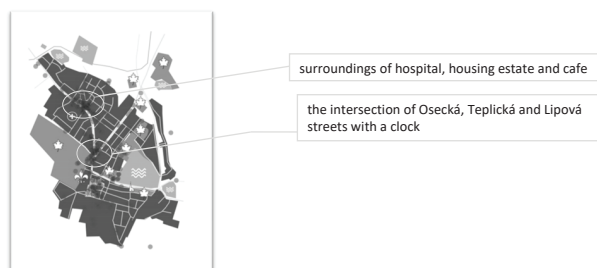 surroundings of hospital, housing estate and cafe
the intersection of Osecká, Teplická and Lipová
streets with a clock